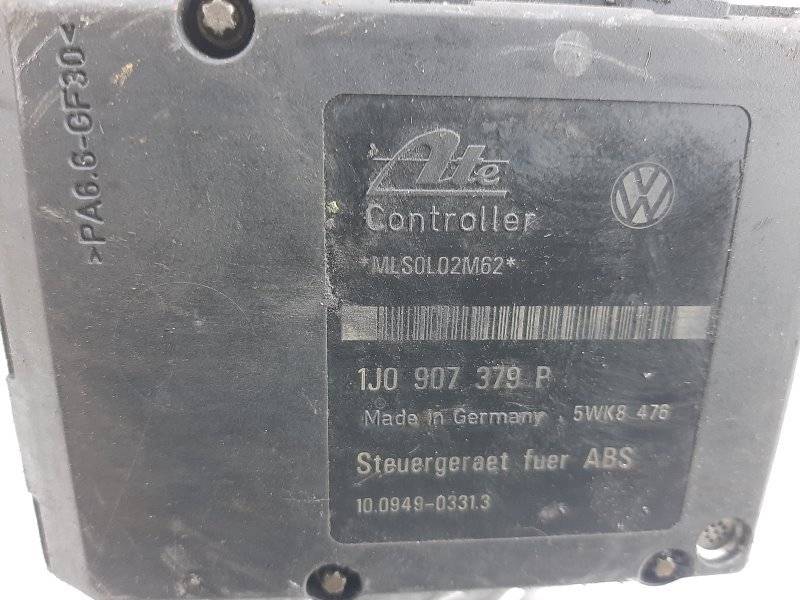 >PA6.6-GF30<
Ate
Controller
*MLS0L02M62*
1J0 907 379 P
Made in Germany 5WK8 476
Steuergeraet fuer ABS
10.0949-0331.3